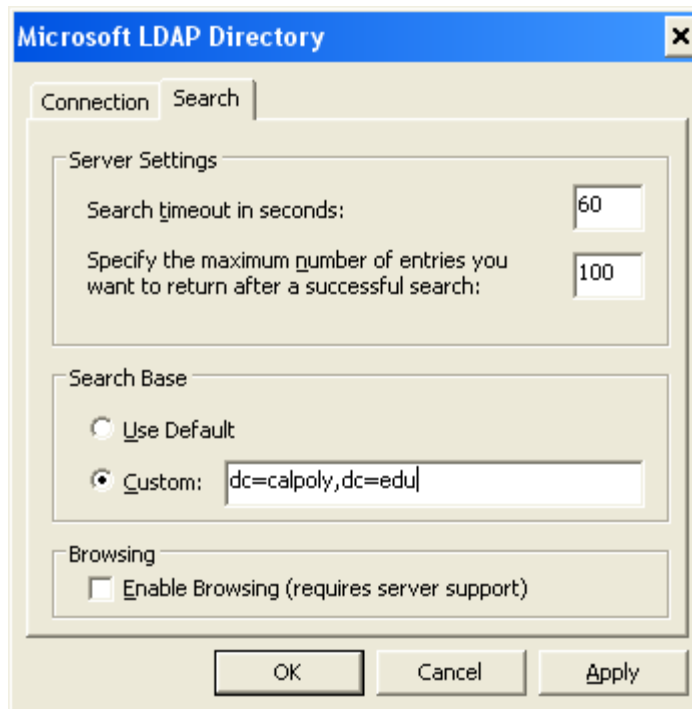 Microsoft LDAP Directory
Connection Search
Server Settings
Search timeout in seconds: 60
Specify the maximum number of entries you
want to return after a successful search: 100
Search Base
Use Default
Custom: dc=calpoly,dc=edu
Browsing
Enable Browsing (requires server support)
OK Cancel Apply